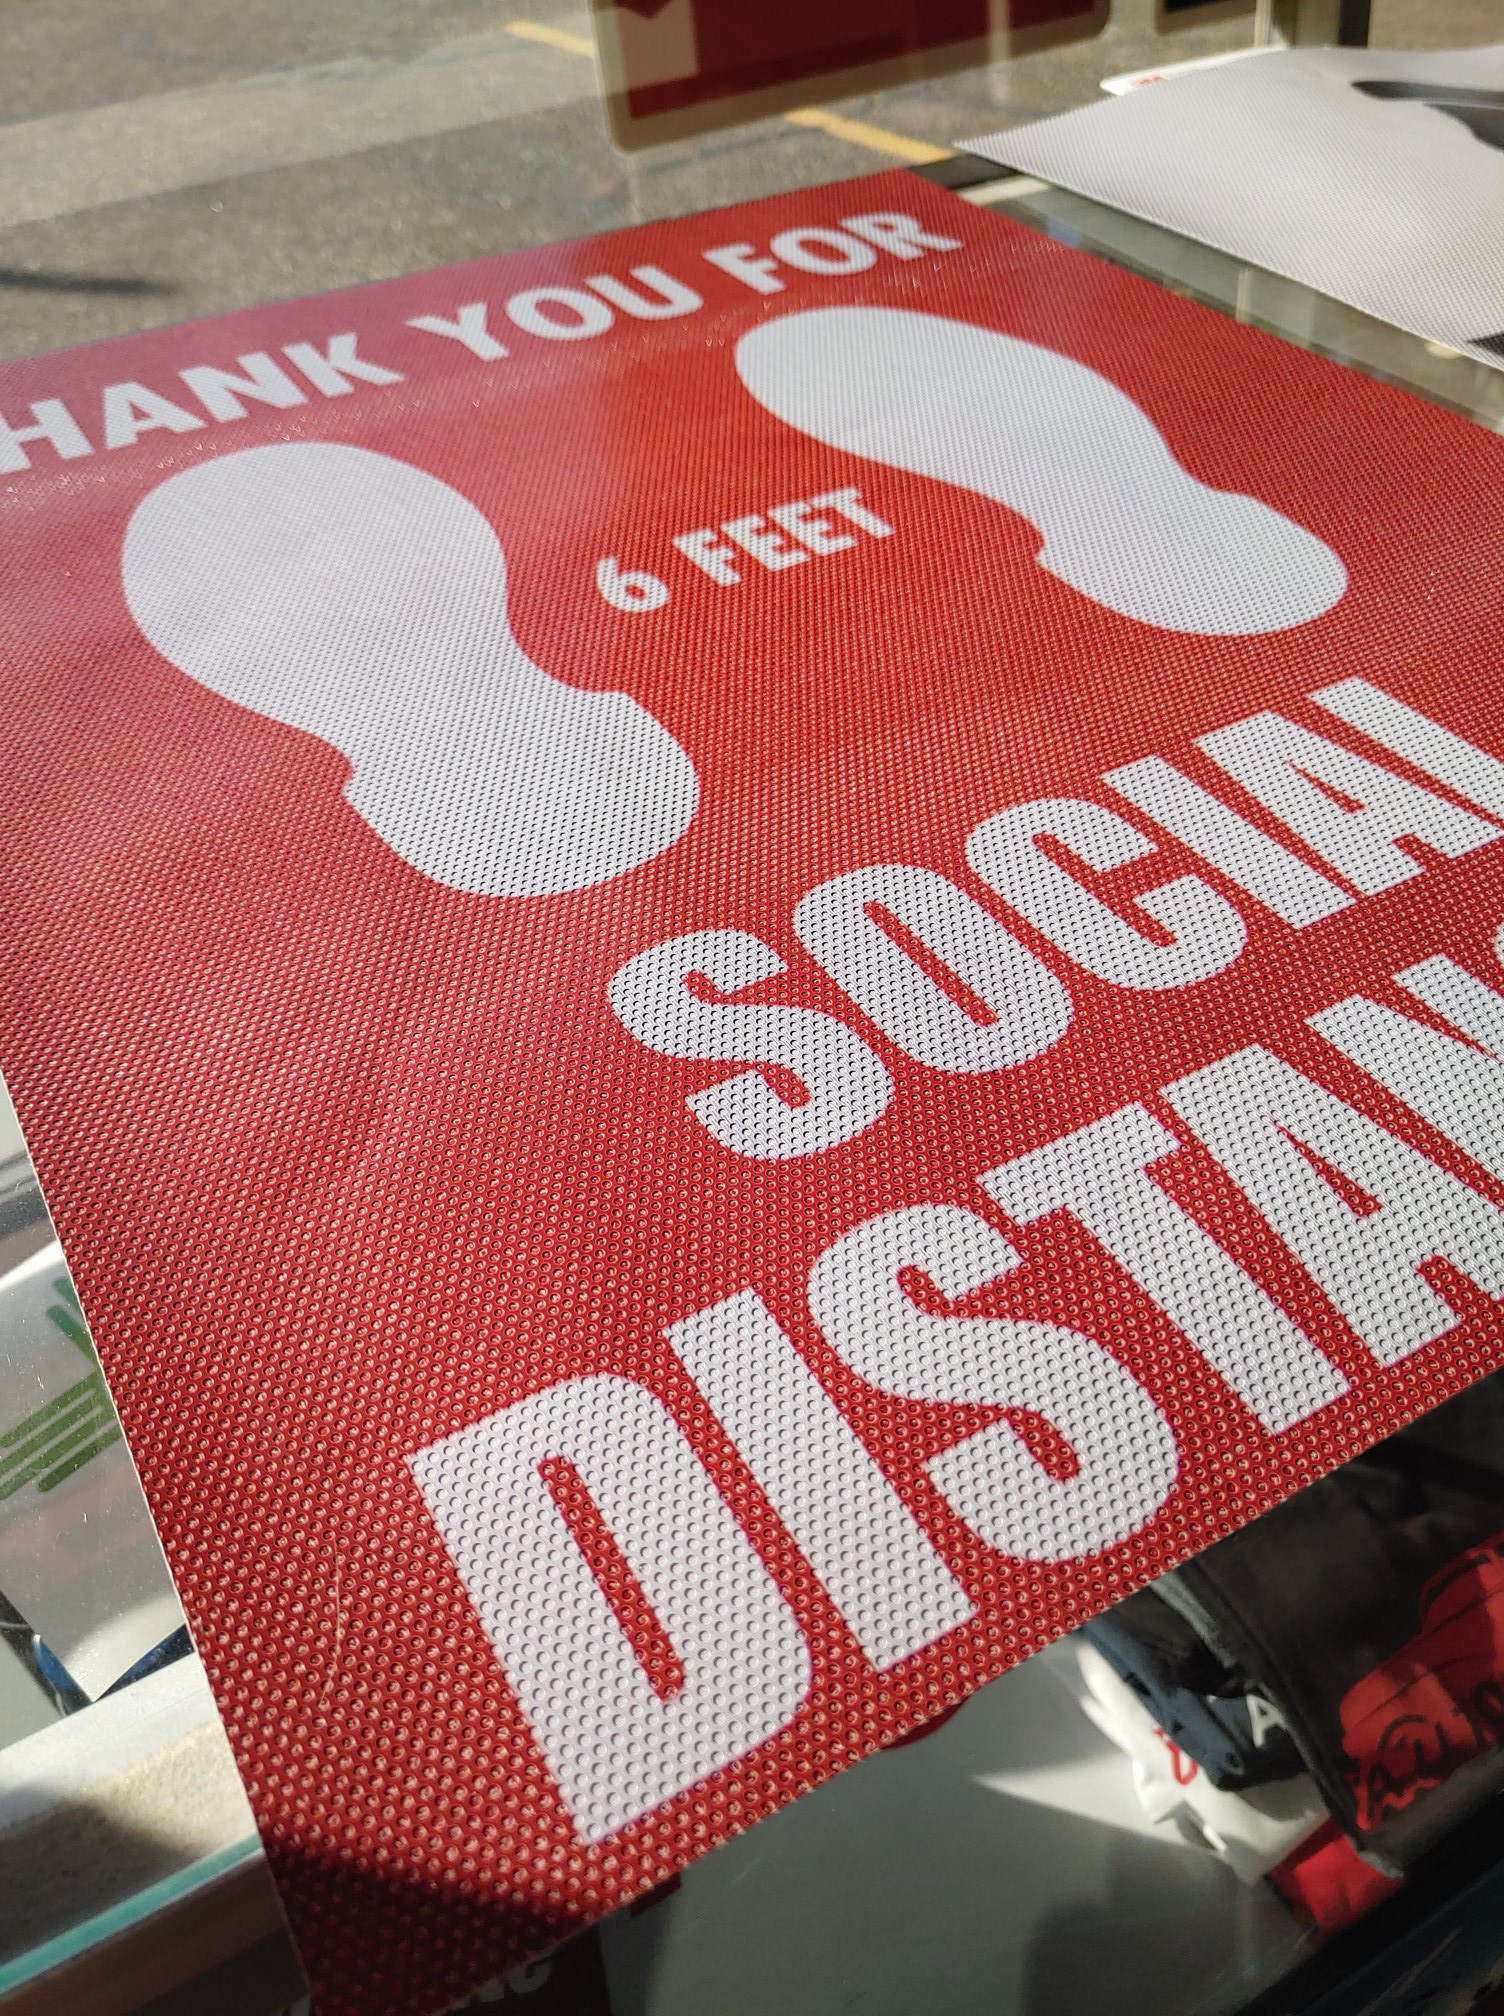 HANK YOU FOR
6 FEET
SOCIAL
DISTAN